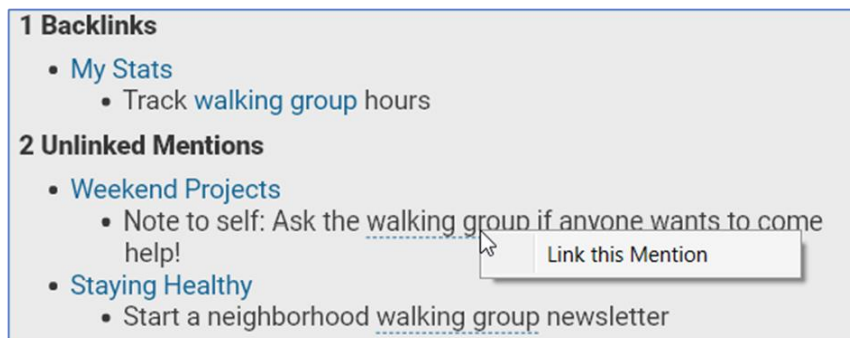 1 Backlinks
• My Stats
• Track walking group hours
2 Unlinked Mentions
• Weekend Projects
• Note to self: Ask the walking group if anyone wants to come
help!
Link this Mention
• Staying Healthy
• Start a neighborhood walking group newsletter